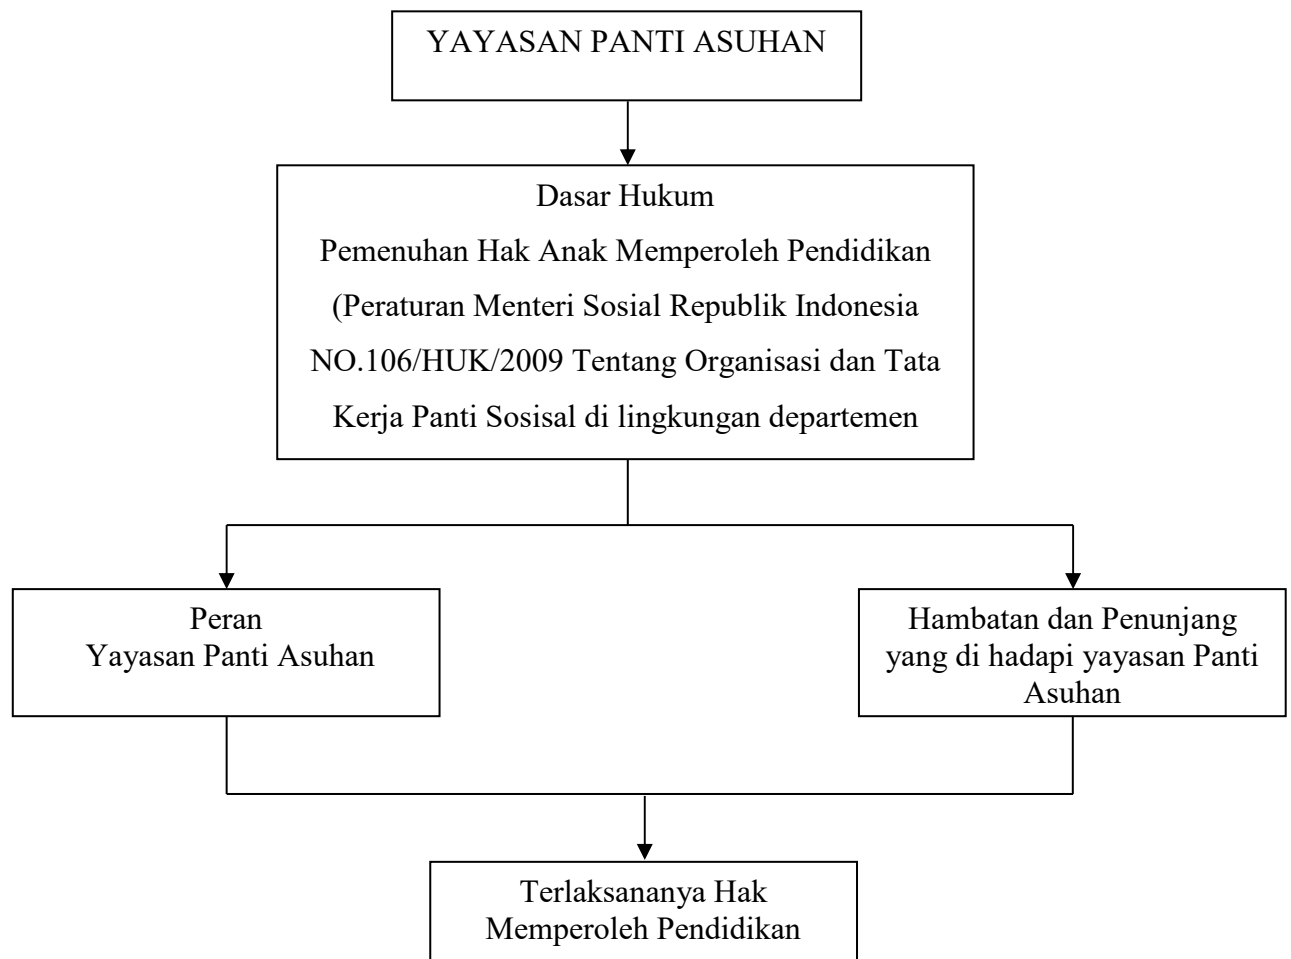 YAYASAN PANTI ASUHAN
Dasar Hukum
Pemenuhan Hak Anak Memperoleh Pendidikan
(Peraturan Menteri Sosial Republik Indonesia
NO.106/HUK/2009 Tentang Organisasi dan Tata
Kerja Panti Sosisal di lingkungan departemen
Peran
Yayasan Panti Asuhan
Hambatan dan Penunjang
yang di hadapi yayasan Panti
Asuhan
Terlaksananya Hak
Memperoleh Pendidikan